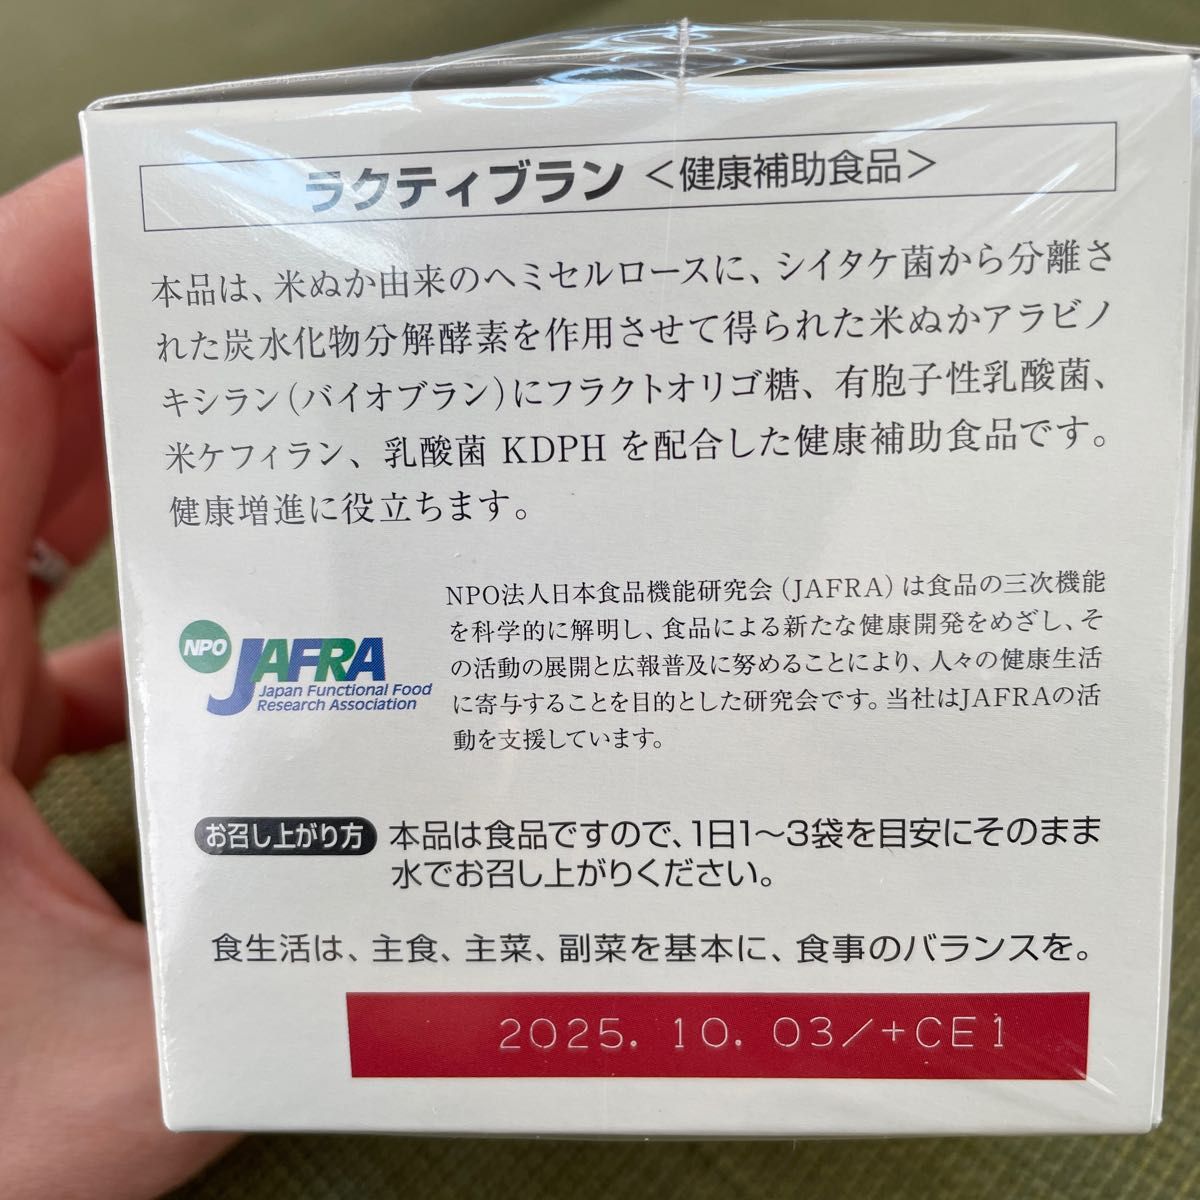 ラクティブラン <健康補助食品>
本品は、米ぬか由来のヘミセルロースに、シイタケ菌から分離さ
れた炭水化物分解酵素を作用させて得られた米ぬかアラビノ
キシラン（バイオブラン）にフラクトオリゴ糖、有胞子性乳酸菌、
米ケフィラン、乳酸菌 KDPH を配合した健康補助食品です。
健康増進に役立ちます。
NPO
JAFRA
Japan Functional Food
Research Association
NPO法人日本食品機能研究会（JAFRA）は食品の三次機能
を科学的に解明し、食品による新たな健康開発をめざし、そ
の活動の展開と広報普及に努めることにより、人々の健康生活
に寄与することを目的とした研究会です。当社はJAFRAの活
動を支援しています。
お召し上がり方 本品は食品ですので、1日1〜3袋を目安にそのまま
水でお召し上がりください。
食生活は、主食、主菜、副菜を基本に、食事のバランスを。
2025. 10. 03/+CE1